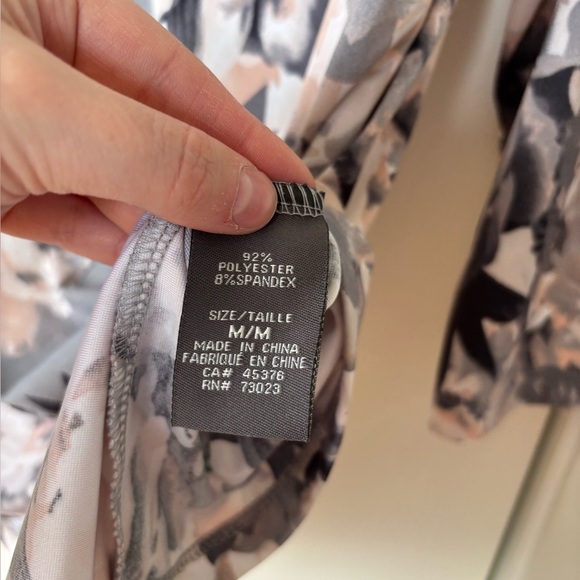 92%
POLYESTER
8%SPANDEX
SIZE/TAILLE
M/M
MADE IN CHINA
FABRIQUÉ EN CHINE
CA# 45376
RN# 73023